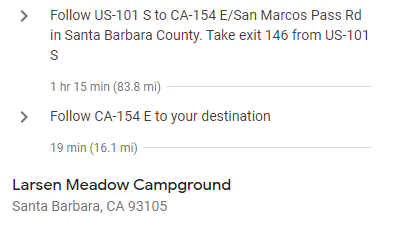 Follow US-101 S to CA-154 E/San Marcos Pass Rd
in Santa Barbara County. Take exit 146 from US-101
S
1 hr 15 min (83.8 mi)
Follow CA-154 E to your destination
19 min (16.1 mi)
Larsen Meadow Campground
Santa Barbara, CA 93105